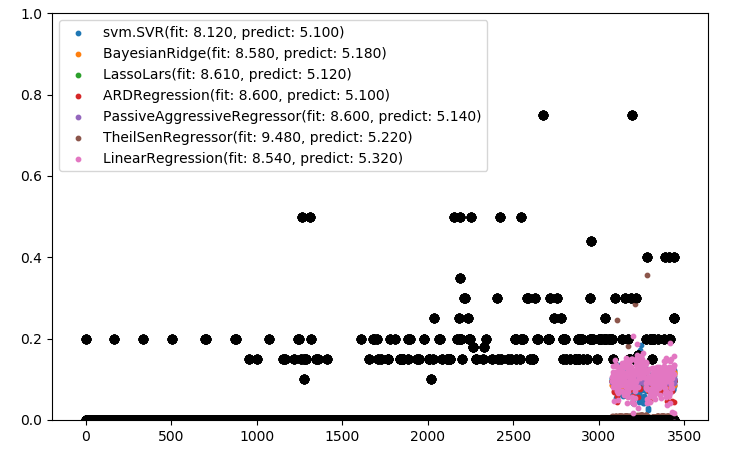 1.0
svm.SVR(fit: 8.120, predict: 5.100)
BayesianRidge(fit: 8.580, predict: 5.180)
LassoLars(fit: 8.610, predict: 5.120)
ARDRegression(fit: 8.600, predict: 5.100)
PassiveAggressiveRegressor(fit: 8.600, predict: 5.140)
TheilSenRegressor(fit: 9.480, predict: 5.220)
LinearRegression(fit: 8.540, predict: 5.320)
0.8
0.6
0.4
0.2
0.0
0 500 1000 1500 2000 2500 3000 3500